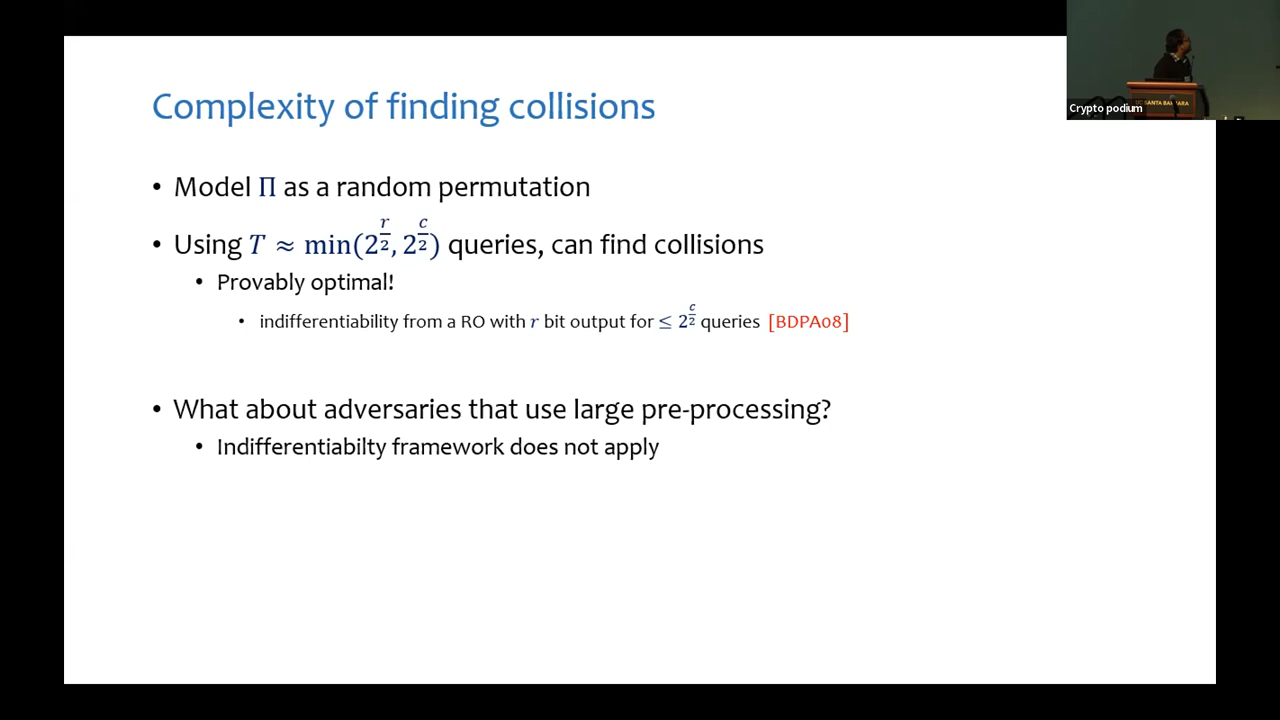 Complexity of finding collisions
Crypto podium
SANTA BARBARA
• Model Π as a random permutation
• Using T ≈ min(2^{r/2}, 2^{c/2}) queries, can find collisions
• Provably optimal!
• indifferentiability from a RO with r bit output for ≤ 2^{c/2} queries [BDPA08]
• What about adversaries that use large pre-processing?
• Indifferentiabilty framework does not apply